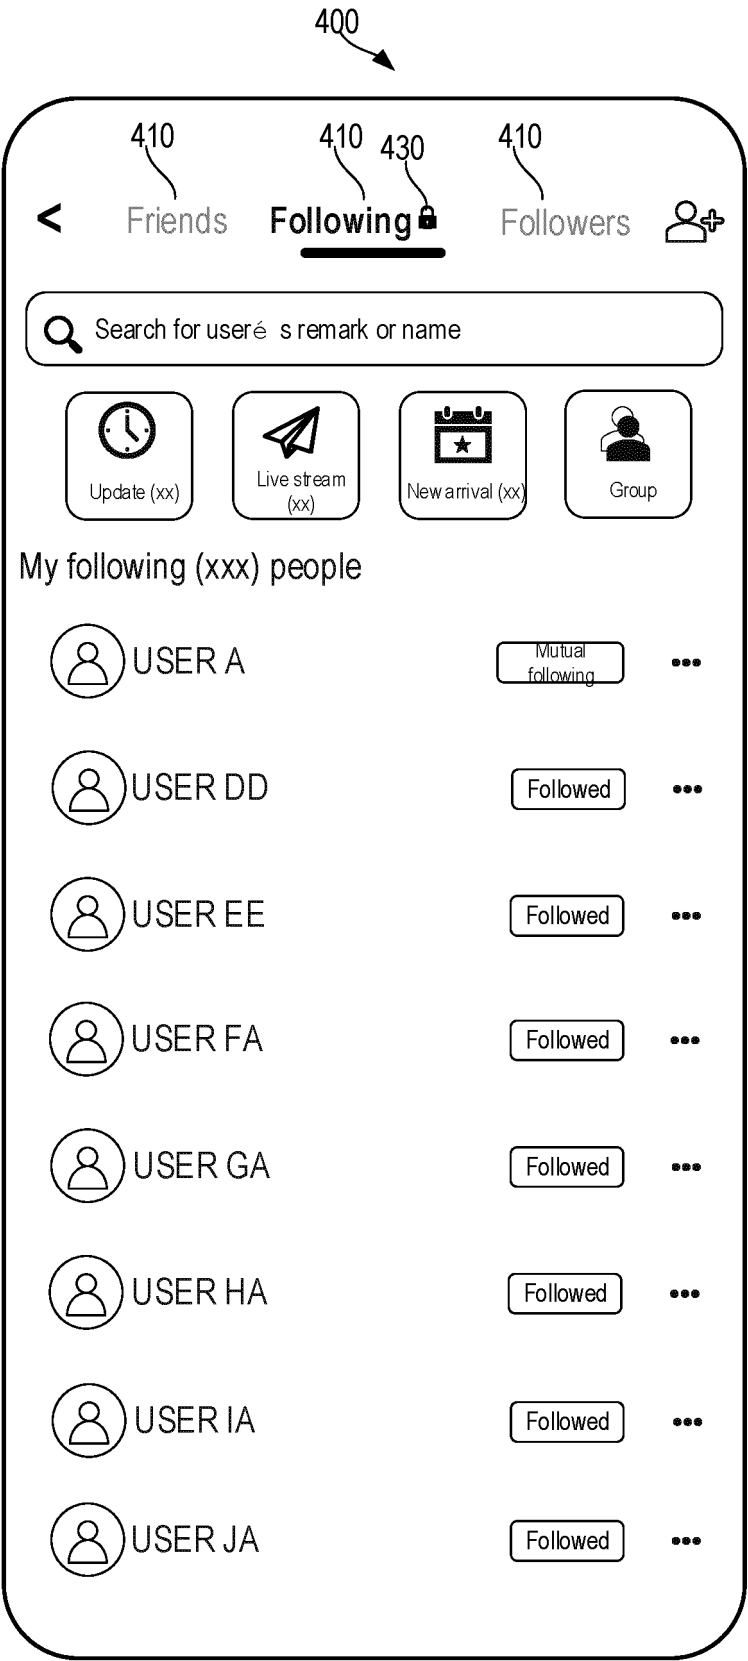 400
410 410 430 410
< Friends Following Followers
Search for useré s remark or name
Update (xx) Live stream (xx) New arrival (xx) Group
My following (xxx) people
USER A Mutual following •••
USER DD Followed •••
USER EE Followed •••
USER FA Followed •••
USER GA Followed •••
USER HA Followed •••
USER IA Followed •••
USER JA Followed •••